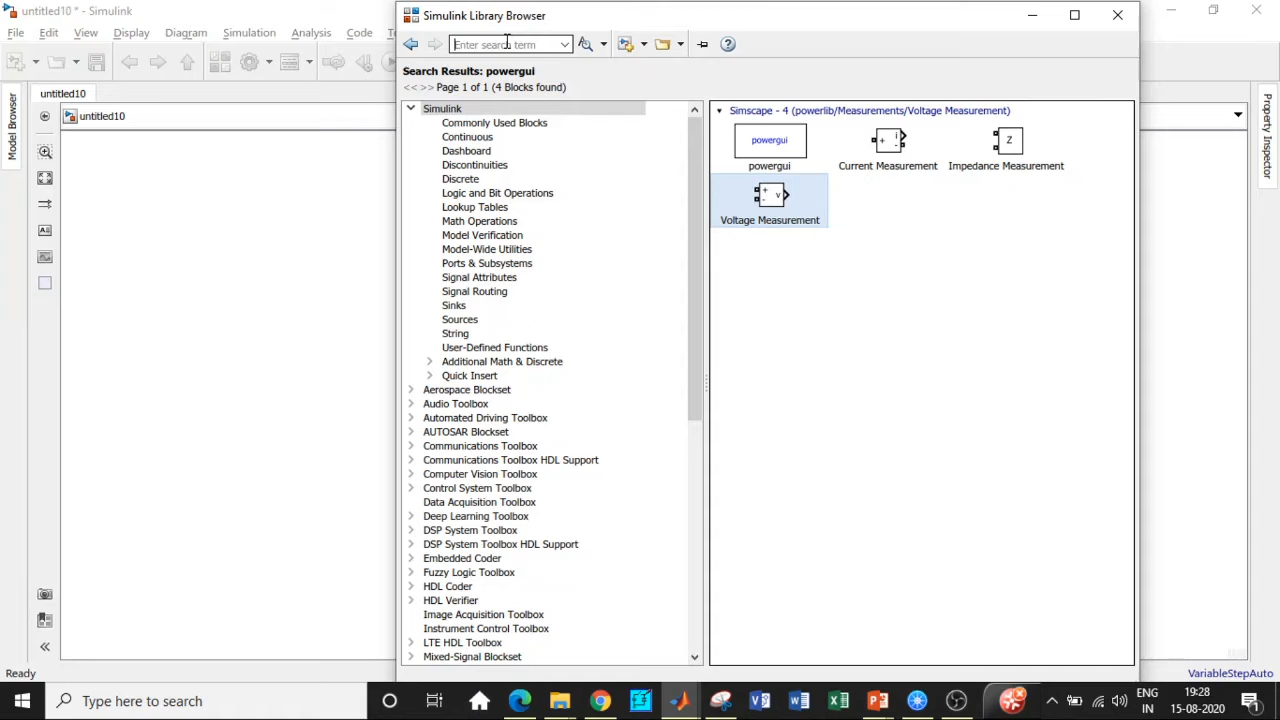 untitled10 * - Simulink
Simulink Library Browser
File Edit View Display Diagram Simulation Analysis Code
Enter search term
Search Results: powergui
<< >> Page 1 of 1 (4 Blocks found)
untitled10
untitled10
Model Browser
Property Inspector
Simulink
Commonly Used Blocks
Continuous
Dashboard
Discontinuities
Discrete
Logic and Bit Operations
Lookup Tables
Math Operations
Model Verification
Model-Wide Utilities
Ports & Subsystems
Signal Attributes
Signal Routing
Sinks
Sources
String
User-Defined Functions
Additional Math & Discrete
Quick Insert
Aerospace Blockset
Audio Toolbox
Automated Driving Toolbox
AUTOSAR Blockset
Communications Toolbox
Communications Toolbox HDL Support
Computer Vision Toolbox
Control System Toolbox
Data Acquisition Toolbox
Deep Learning Toolbox
DSP System Toolbox
DSP System Toolbox HDL Support
Embedded Coder
Fuzzy Logic Toolbox
HDL Coder
HDL Verifier
Image Acquisition Toolbox
Instrument Control Toolbox
LTE HDL Toolbox
Mixed-Signal Blockset
Simscape - 4 (powerlib/Measurements/Voltage Measurement)
powergui
+ i -
Z
powergui
Current Measurement
Impedance Measurement
+ v -
Voltage Measurement
Ready
VariableStepAuto
Type here to search
ENG
IN
19:28
15-08-2020
1